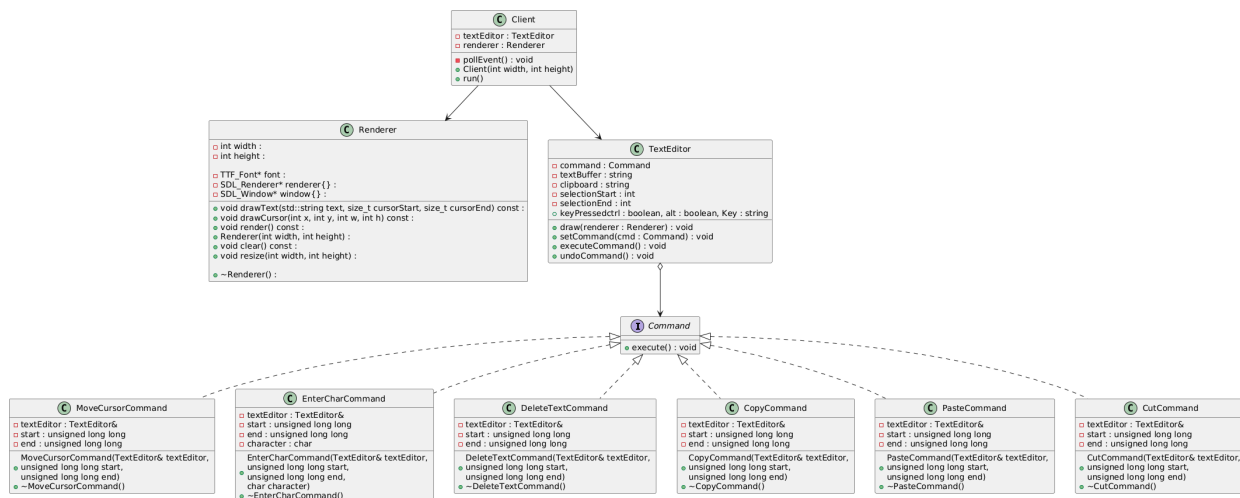 C Client
textEditor : TextEditor
renderer : Renderer
pollEvent() : void
Client(int width, int height)
run()
C Renderer
int width :
int height :
TTF_Font* font :
SDL_Renderer* renderer{} :
SDL_Window* window{} :
void drawText(std::string text, size_t cursorStart, size_t cursorEnd) const :
void drawCursor(int x, int y, int w, int h) const :
void render() const :
Renderer(int width, int height) :
void clear() const :
void resize(int width, int height) :
~Renderer() :
C TextEditor
command : Command
textBuffer : string
clipboard : string
selectionStart : int
selectionEnd : int
keyPressedctrl : boolean, alt : boolean, Key : string
draw(renderer : Renderer) : void
setCommand(cmd : Command) : void
executeCommand() : void
undoCommand() : void
I Command
execute() : void
C MoveCursorCommand
textEditor : TextEditor&
start : unsigned long long
end : unsigned long long
MoveCursorCommand(TextEditor& textEditor,
unsigned long long start,
unsigned long long end)
~MoveCursorCommand()
C EnterCharCommand
textEditor : TextEditor&
start : unsigned long long
end : unsigned long long
character : char
EnterCharCommand(TextEditor& textEditor,
unsigned long long start,
unsigned long long end,
char character)
~EnterCharCommand()
C DeleteTextCommand
textEditor : TextEditor&
start : unsigned long long
end : unsigned long long
DeleteTextCommand(TextEditor& textEditor,
unsigned long long start,
unsigned long long end)
~DeleteTextCommand()
C CopyCommand
textEditor : TextEditor&
start : unsigned long long
end : unsigned long long
CopyCommand(TextEditor& textEditor,
unsigned long long start,
unsigned long long end)
~CopyCommand()
C PasteCommand
textEditor : TextEditor&
start : unsigned long long
end : unsigned long long
PasteCommand(TextEditor& textEditor,
unsigned long long start,
unsigned long long end)
~PasteCommand()
C CutCommand
textEditor : TextEditor&
start : unsigned long long
end : unsigned long long
CutCommand(TextEditor& textEditor,
unsigned long long start,
unsigned long long end)
~CutCommand()